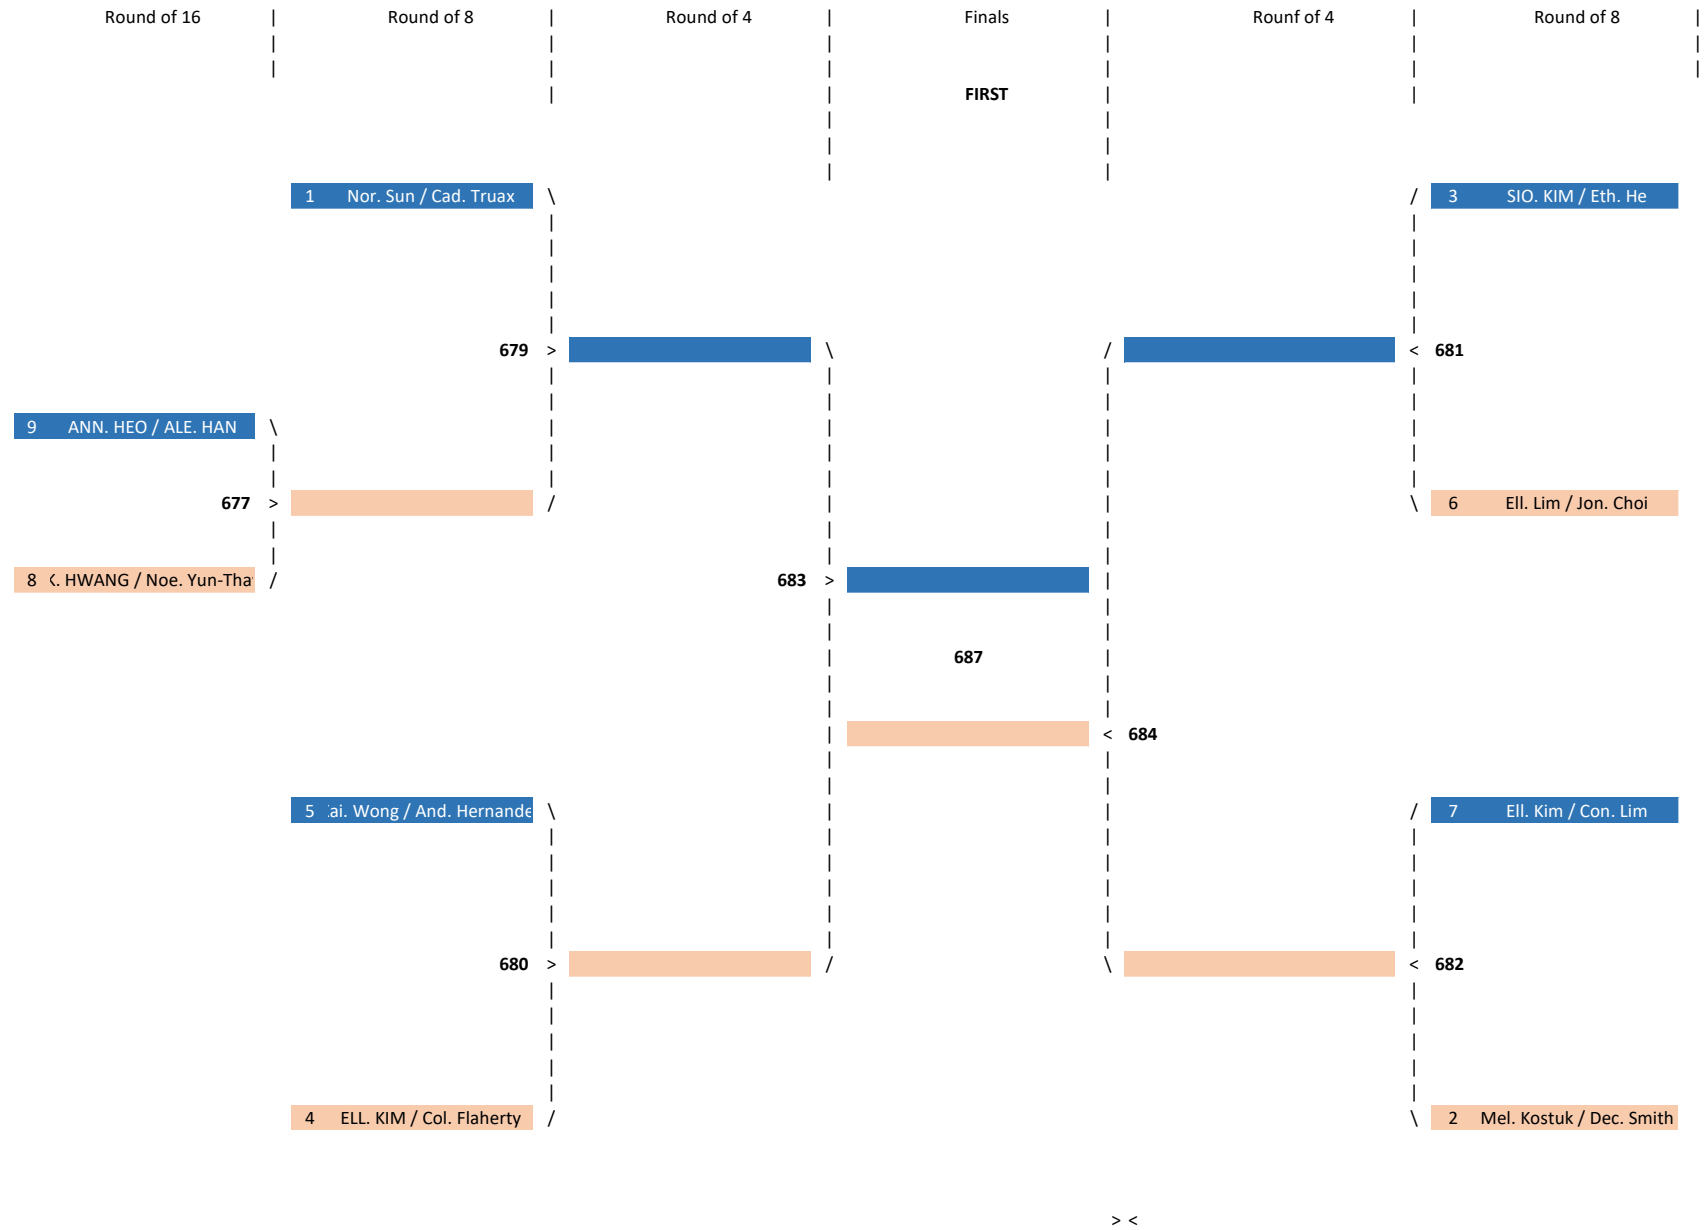 Round of 16 | Round of 8 | Round of 4 | Finals | Rounf of 4 | Round of 8 |
FIRST
1 Nor. Sun / Cad. Truax \ / 3 SIO. KIM / Eth. He
679 > \ / < 681
9 ANN. HEO / ALE. HAN \
677 > / \ 6 Ell. Lim / Jon. Choi
8 HWANG / Noe. /
683 >
687
< 684
5 Wong / And. \ / 7 Ell. Kim / Con. Lim
680 > / \ < 682
4 ELL. KIM / Col. Flaherty / \ 2 Mel. Kostuk / Dec. Smith
> <